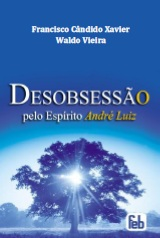 Francisco Cândido Xavier
Waldo Vieira
DESOBSESSÃO
pelo Espírito André Luiz
feb